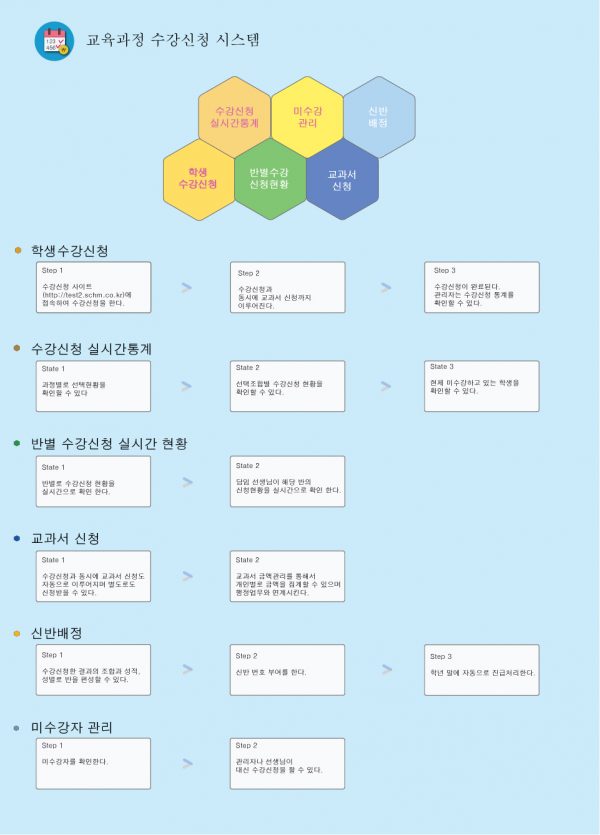 123
456
교육과정 수강신청 시스템
수강신청
실시간통계
미수강
관리
신반
배정
학생
수강신청
반별수강
신청현황
교과서
신청
학생수강신청
Step 1
수강신청 사이트
(http://test2.schm.co.kr)에
접속하여 수강신청을 한다.
>
Step 2
수강신청과
동시에 교과서 신청까지
이루어진다.
>
Step 3
수강신청이 완료된다.
관리자는 수강신청 통계를
확인할 수 있다.
수강신청 실시간통계
State 1
과정별로 선택현황을
확인할 수 있다
>
State 2
선택조합별 수강신청 현황을
확인할 수 있다.
>
State 3
현제 미수강하고 있는 학생을
확인할 수 있다.
반별 수강신청 실시간 현황
State 1
반별로 수강신청 현황을
실시간으로 확인 한다.
>
State 2
담임 선생님이 해당 반의
신청현황을 실시간으로 확인 한다.
교과서 신청
State 1
수강신청과 동시에 교과서 신청도
자동으로 이루어지며 별도로도
신청받을 수 있다.
>
State 2
교과서 금액관리를 통해서
개인별로 금액을 집계할 수 있으며
행정업무와 연계시킨다.
신반배정
Step 1
수강신청한 결과의 조합과 성적,
성별로 반을 편성할 수 있다.
>
Step 2
신반 번호 부여를 한다.
>
Step 3
학년 말에 자동으로 진급처리한다.
미수강자 관리
Step 1
미수강자를 확인한다.
>
Step 2
관리자나 선생님이
대신 수강신청을 할 수 있다.